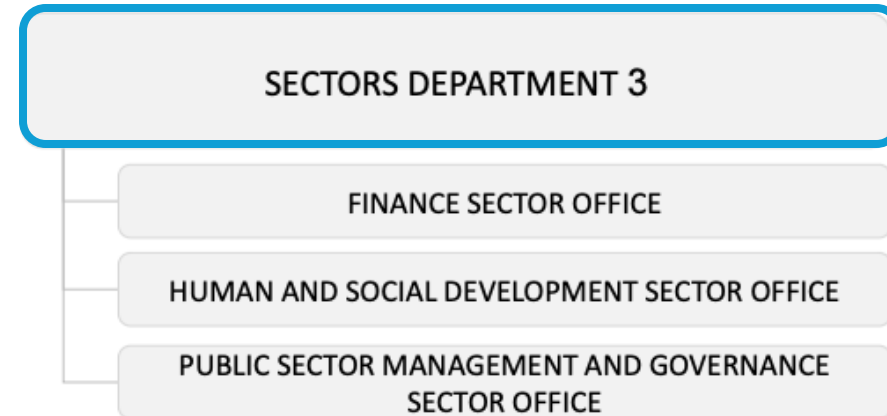 SECTORS DEPARTMENT 3
FINANCE SECTOR OFFICE
HUMAN AND SOCIAL DEVELOPMENT SECTOR OFFICE
PUBLIC SECTOR MANAGEMENT AND GOVERNANCE
SECTOR OFFICE